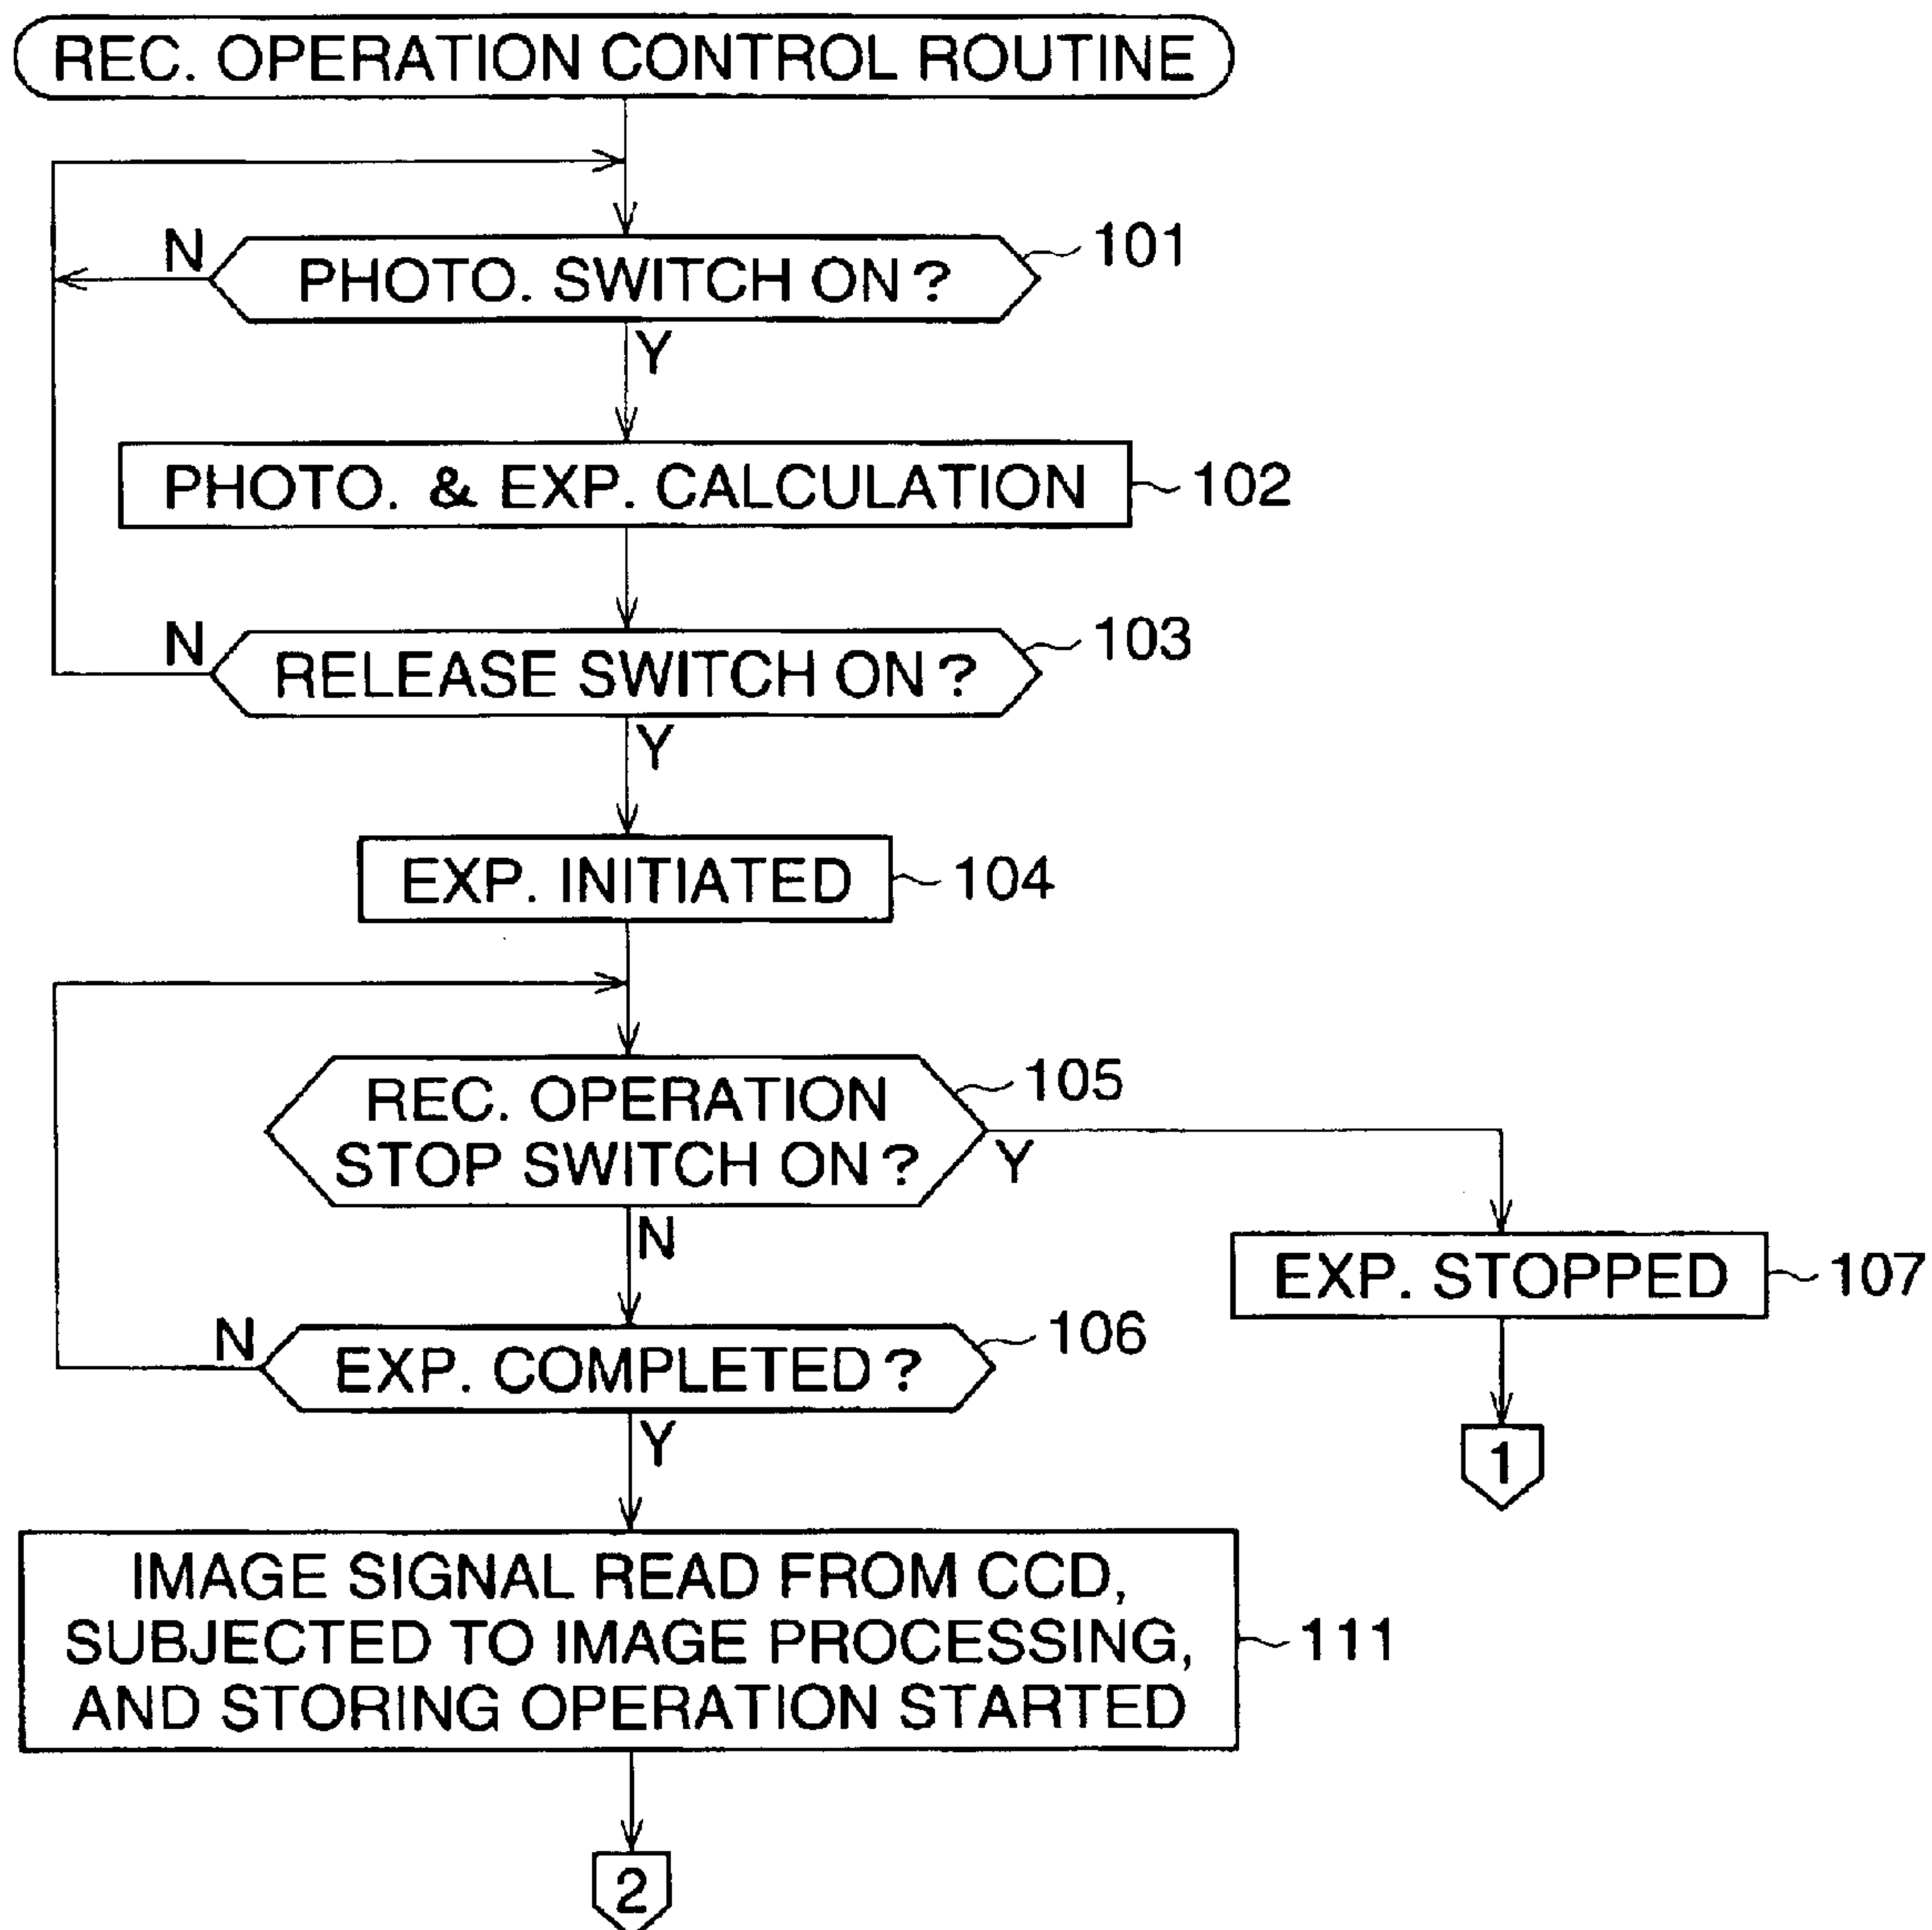 REC. OPERATION CONTROL ROUTINE
N
PHOTO. SWITCH ON?
101
Y
PHOTO. & EXP. CALCULATION
102
N
RELEASE SWITCH ON?
103
Y
EXP. INITIATED
104
REC. OPERATION
STOP SWITCH ON?
105
Y
N
EXP. STOPPED
107
N
EXP. COMPLETED?
106
Y
1
IMAGE SIGNAL READ FROM CCD,
SUBJECTED TO IMAGE PROCESSING,
AND STORING OPERATION STARTED
111
2